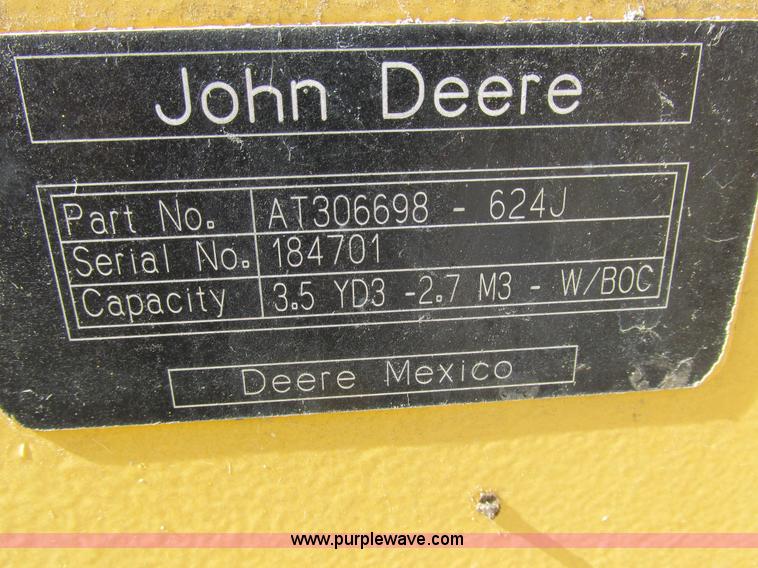 John Deere
Part No. AT306698 - 624J
Serial No. 184701
Capacity 3.5 YD3 -2.7 M3 - W/BOC
Deere Mexico
www.purplewave.com